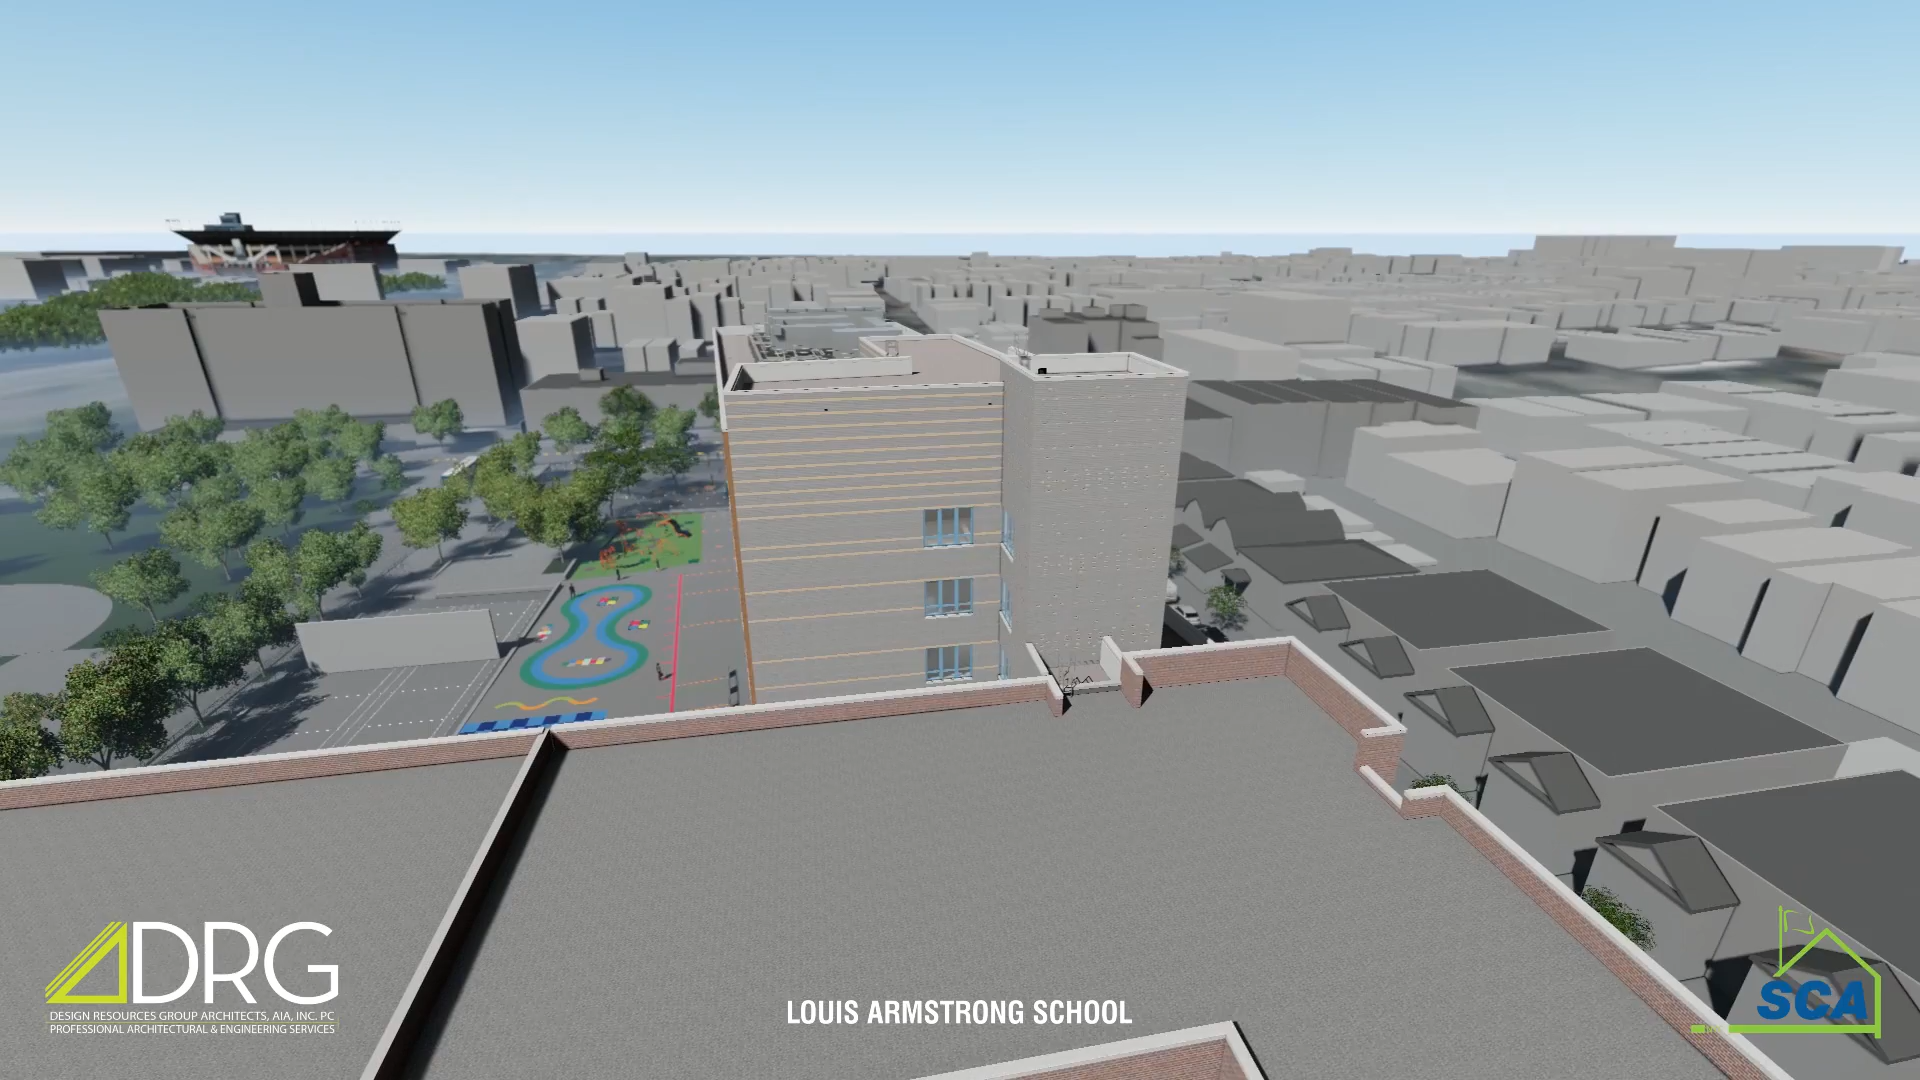 DRG
DESIGN RESOURCES GROUP ARCHITECTS, AIA, INC. PC
PROFESSIONAL ARCHITECTURAL & ENGINEERING SERVICES
LOUIS ARMSTRONG SCHOOL
SCA